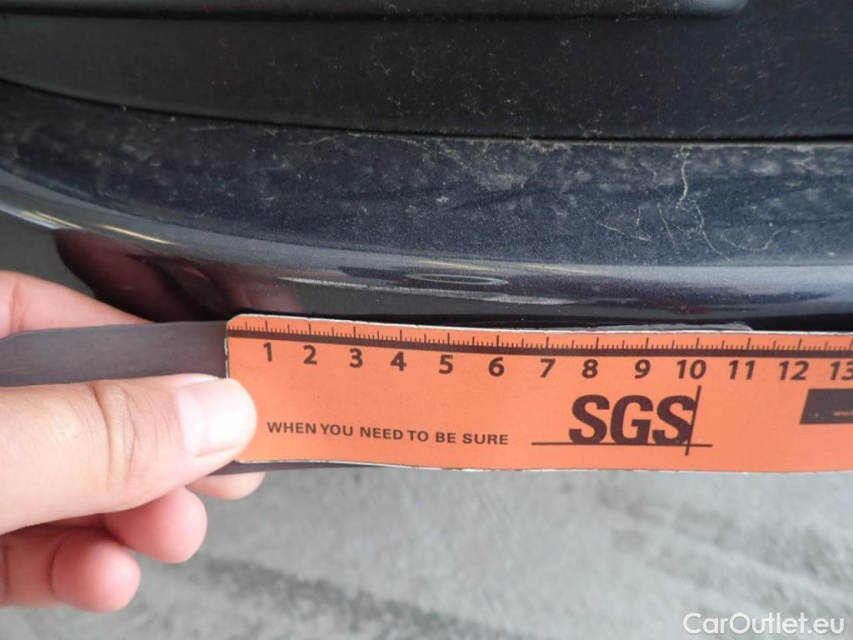 1 2 3 4 5 6 7 8 9 10 11 12 13
WHEN YOU NEED TO BE SURE
SGS
CarOutlet.eu